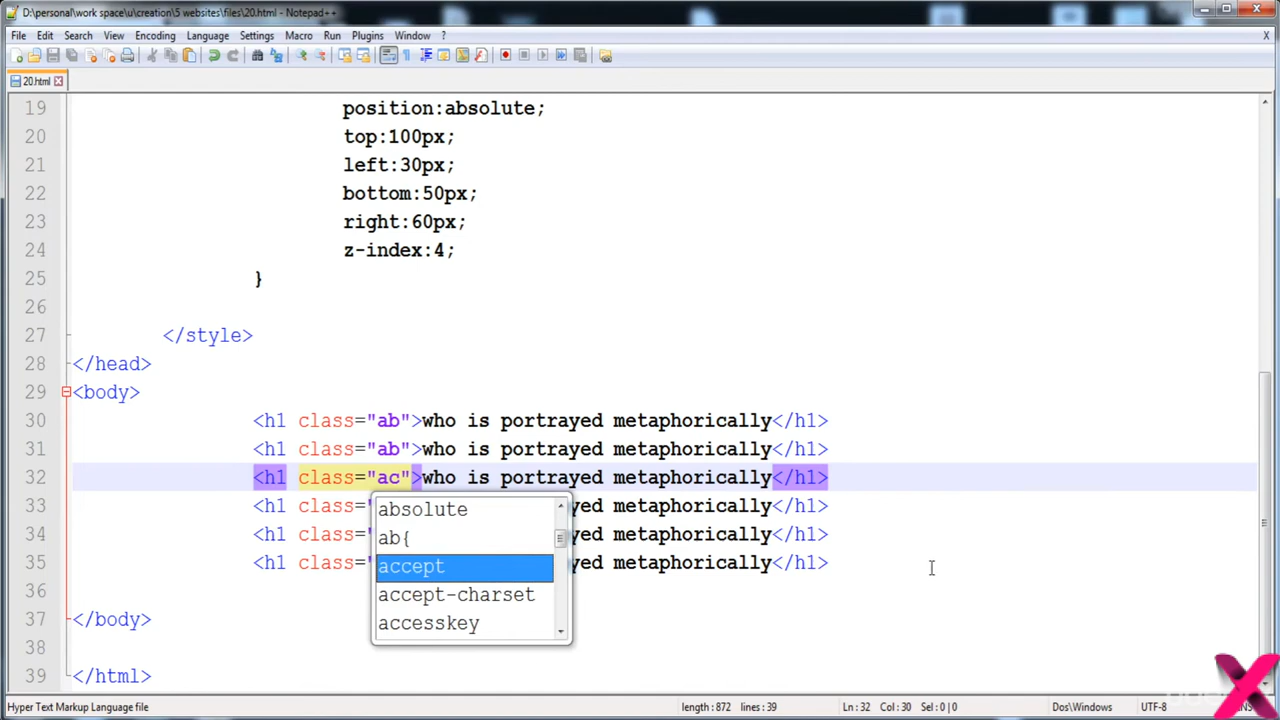 D:\personal\work space\u\creation\5 websites\files\20.html - Notepad++
File Edit Search View Encoding Language Settings Macro Run Plugins Window ? X
20.html
19 position:absolute;
20 top:100px;
21 left:30px;
22 bottom:50px;
23 right:60px;
24 z-index:4;
25 }
26
27 </style>
28 </head>
29 <body>
30 <h1 class="ab">who is portrayed metaphorically</h1>
31 <h1 class="ab">who is portrayed metaphorically</h1>
32 <h1 class="ac">who is portrayed metaphorically</h1>
33 <h1 class= yed metaphorically</h1>
34 <h1 class= yed metaphorically</h1>
35 <h1 class= yed metaphorically</h1>
absolute
ab{
accept
accept-charset
accesskey
36
37 </body>
38
39 </html>
Hyper Text Markup Language file length:872 lines:39 Ln:32 Col:30 Sel:0|0 Dos\Windows UTF-8